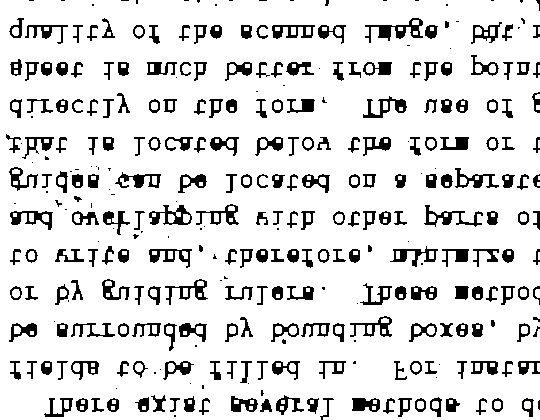 There exist several methods to de
fields to be filled in. For instan
be surrounded by bounding boxes, by
or by guiding rulers. These method
to write and, therefore, minimize t
and overlapping with other parts of
guides can be located on a separate
that is located below the form or t
directly on the form. The use of g
sheet is much better from the point
quality of the scanned image, but r